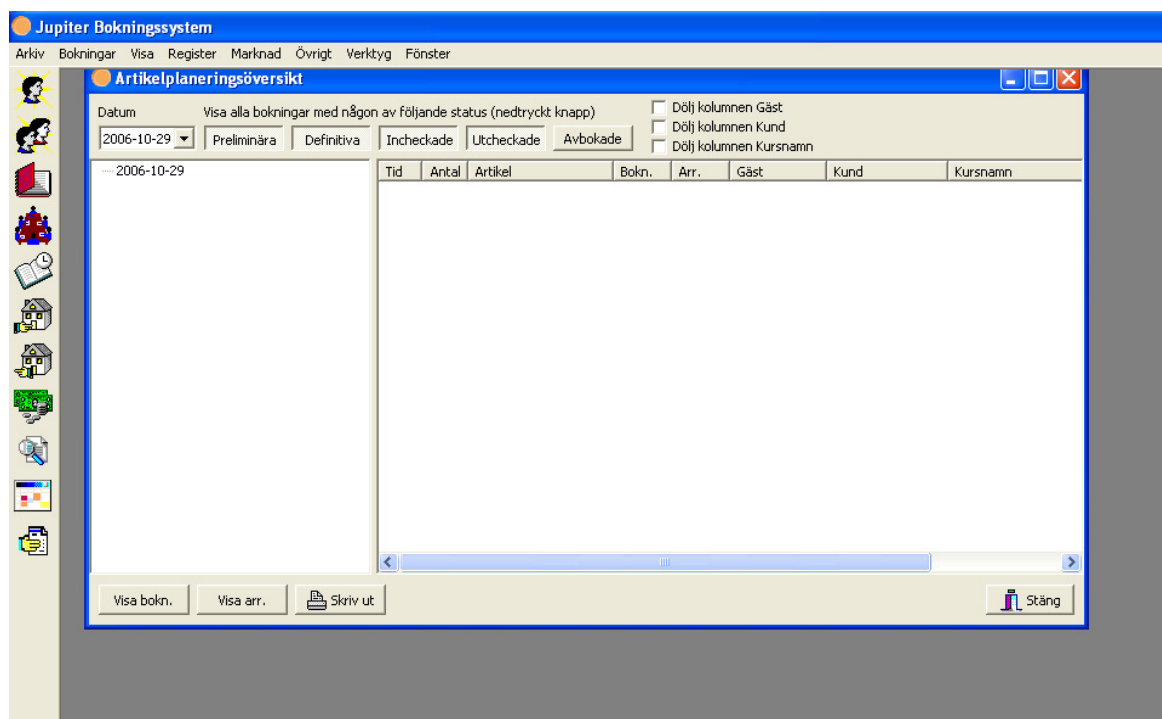 Jupiter Bokningssystem
Arkiv Bokningar Visa Register Marknad Övrigt Verktyg Fönster
Artikelplaneringsöversikt
Datum Visa alla bokningar med någon av följande status (nedtryckt knapp)
Dölj kolumnen Gäst
Dölj kolumnen Kund
Dölj kolumnen Kursnamn
2006-10-29 Preliminära Definitiva Incheckade Utcheckade Avbokade
2006-10-29
Tid Antal Artikel Bokn. Arr. Gäst Kund Kursnamn
Visa bokn. Visa arr. Skriv ut Stäng